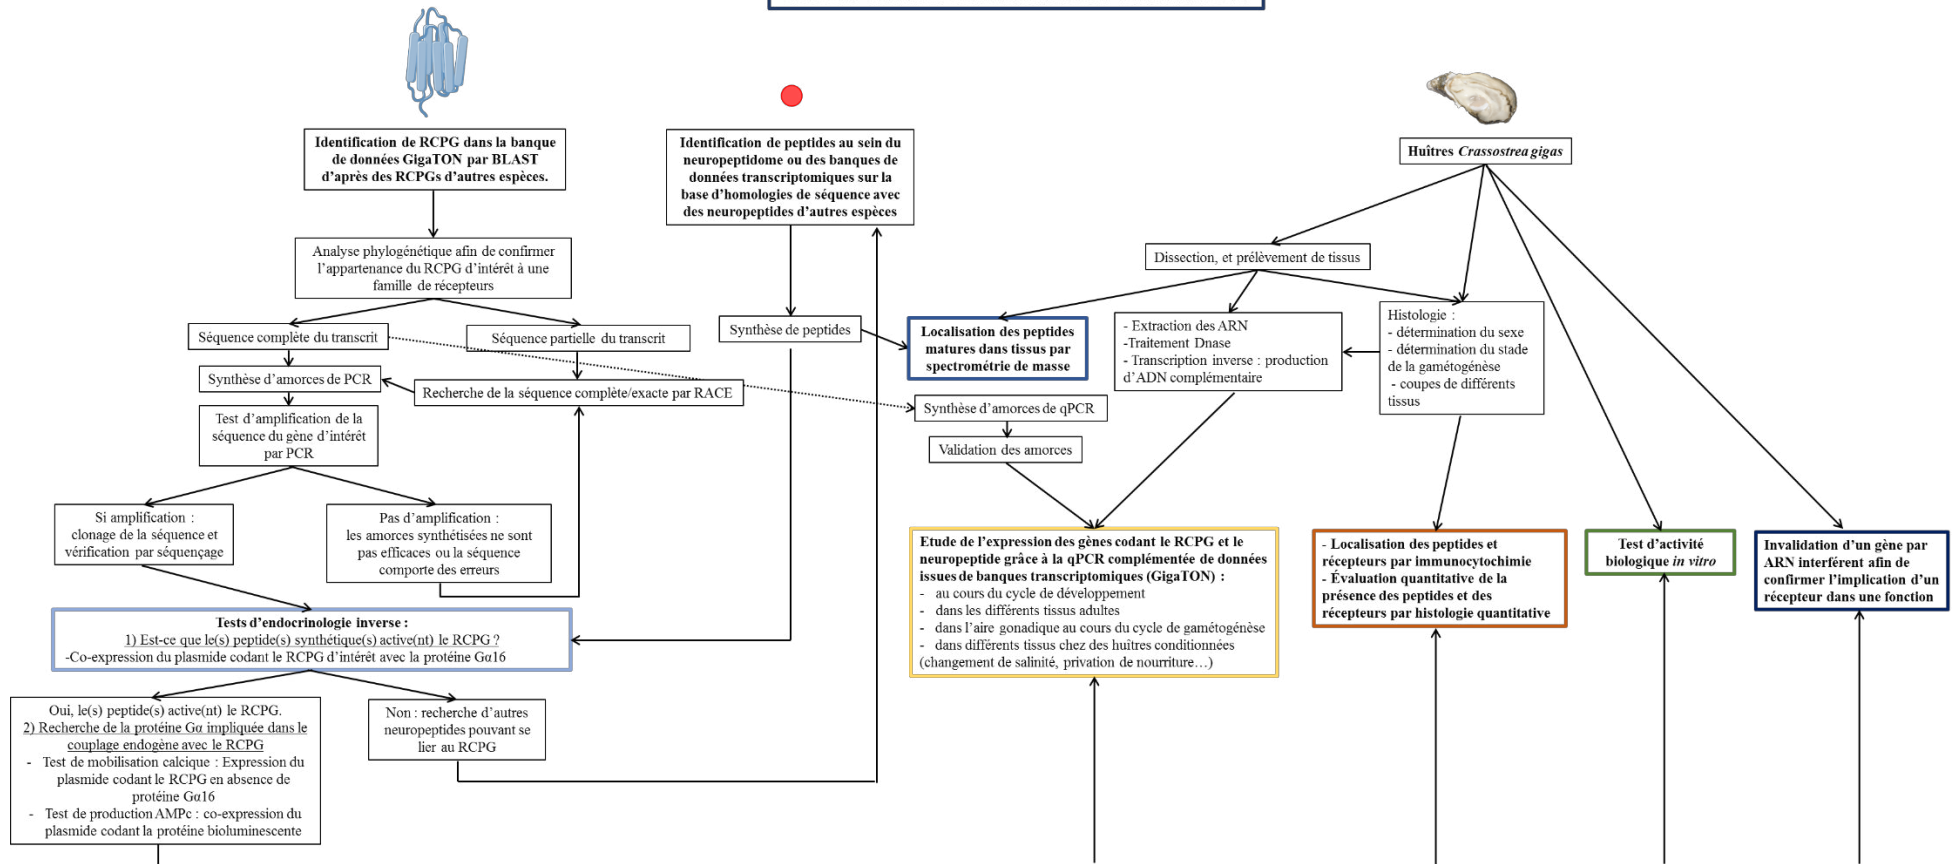 Identification de RCPG dans la banque
de données GigaTON par BLAST
d'après des RCPGs d'autres espèces.
Analyse phylogénétique afin de confirmer
l'appartenance du RCPG d'intérêt à une
famille de récepteurs
Séquence complète du transcrit
Séquence partielle du transcrit
Synthèse d'amorces de PCR
Recherche de la séquence complète/exacte par RACE
Test d'amplification de la
séquence du gène d'intérêt
par PCR
Si amplification :
clonage de la séquence et
vérification par séquençage
Pas d'amplification :
les amorces synthétisées ne sont
pas efficaces ou la séquence
comporte des erreurs
Tests d'endocrinologie inverse :
1) Est-ce que le(s) peptide(s) synthétique(s) active(nt) le RCPG ?
-Co-expression du plasmide codant le RCPG d'intérêt avec la protéine Gα16
Oui, le(s) peptide(s) active(nt) le RCPG.
2) Recherche de la protéine Gα impliquée dans le
couplage endogène avec le RCPG
- Test de mobilisation calcique : Expression du
plasmide codant le RCPG en absence de
protéine Gα16
- Test de production AMPc : co-expression du
plasmide codant la protéine bioluminescente
Non : recherche d'autres
neuropeptides pouvant se
lier au RCPG
Identification de peptides au sein du
neuropeptidome ou des banques de
données transcriptomiques sur la
base d'homologies de séquence avec
des neuropeptides d'autres espèces
Synthèse de peptides
Localisation des peptides
matures dans tissus par
spectrométrie de masse
Huîtres Crassostrea gigas
Dissection, et prélèvement de tissus
- Extraction des ARN
-Traitement Dnase
- Transcription inverse : production
d'ADN complémentaire
Histologie :
- détermination du sexe
- détermination du stade
de la gamétogénèse
- coupes de différents
tissus
Synthèse d'amorces de qPCR
Validation des amorces
Etude de l'expression des gènes codant le RCPG et le
neuropeptide grâce à la qPCR complémentée de données
issues de banques transcriptomiques (GigaTON) :
- au cours du cycle de développement
- dans les différents tissus adultes
- dans l'aire gonadique au cours du cycle de gamétogénèse
- dans différents tissus chez des huîtres conditionnées
(changement de salinité, privation de nourriture…)
- Localisation des peptides et
récepteurs par immunocytochimie
- Évaluation quantitative de la
présence des peptides et des
récepteurs par histologie quantitative
Test d'activité
biologique in vitro
Invalidation d'un gène par
ARN interférent afin de
confirmer l'implication d'un
récepteur dans une fonction